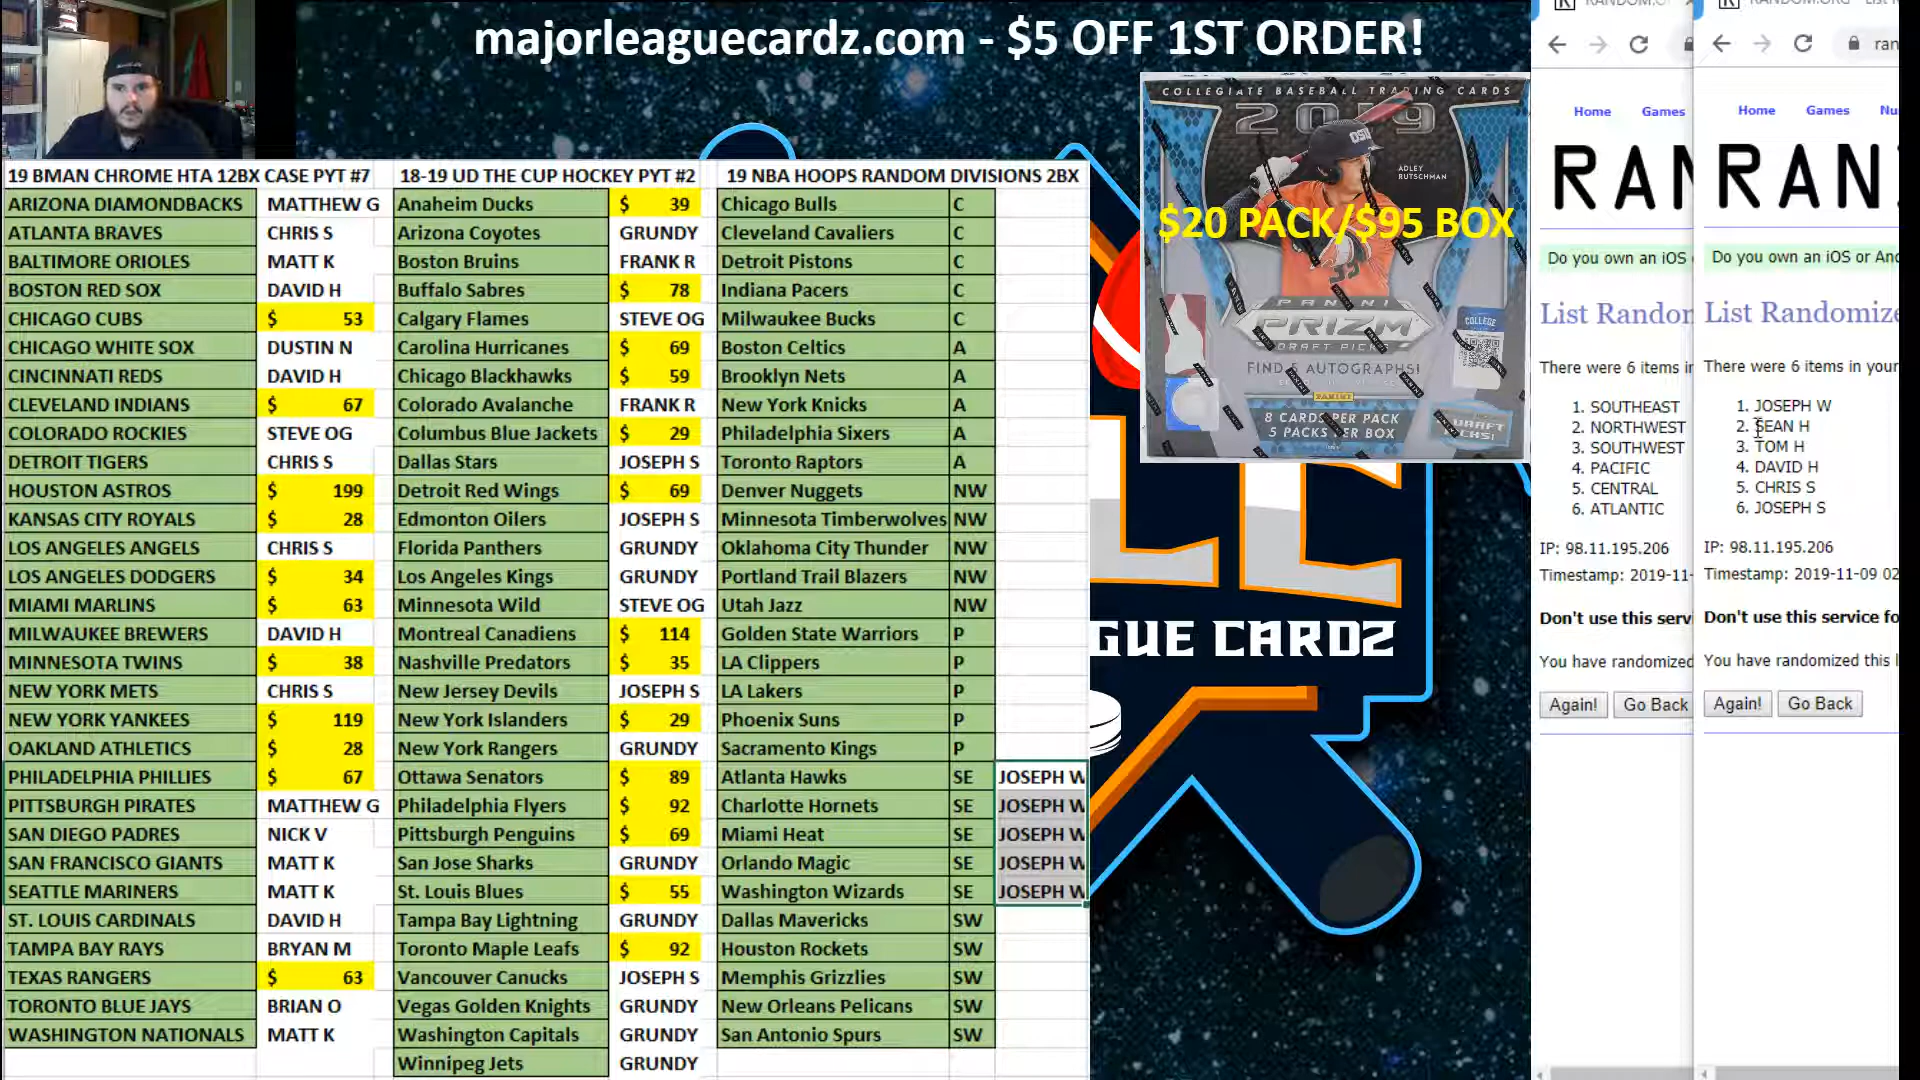 majorleaguecardz.com - $5 OFF 1ST ORDER!
19 BMAN CHROME HTA 12BX CASE PYT #7
ARIZONA DIAMONDBACKS MATTHEW G
ATLANTA BRAVES CHRIS S
BALTIMORE ORIOLES MATT K
BOSTON RED SOX DAVID H
CHICAGO CUBS $ 53
CHICAGO WHITE SOX DUSTIN N
CINCINNATI REDS DAVID H
CLEVELAND INDIANS $ 67
COLORADO ROCKIES STEVE OG
DETROIT TIGERS CHRIS S
HOUSTON ASTROS $ 199
KANSAS CITY ROYALS $ 28
LOS ANGELES ANGELS CHRIS S
LOS ANGELES DODGERS $ 34
MIAMI MARLINS $ 63
MILWAUKEE BREWERS DAVID H
MINNESOTA TWINS $ 38
NEW YORK METS CHRIS S
NEW YORK YANKEES $ 119
OAKLAND ATHLETICS $ 28
PHILADELPHIA PHILLIES $ 67
PITTSBURGH PIRATES MATTHEW G
SAN DIEGO PADRES NICK V
SAN FRANCISCO GIANTS MATT K
SEATTLE MARINERS MATT K
ST. LOUIS CARDINALS DAVID H
TAMPA BAY RAYS BRYAN M
TEXAS RANGERS $ 63
TORONTO BLUE JAYS BRIAN O
WASHINGTON NATIONALS MATT K
18-19 UD THE CUP HOCKEY PYT #2
Anaheim Ducks $ 39
Arizona Coyotes GRUNDY
Boston Bruins FRANK R
Buffalo Sabres $ 78
Calgary Flames STEVE OG
Carolina Hurricanes $ 69
Chicago Blackhawks $ 59
Colorado Avalanche FRANK R
Columbus Blue Jackets $ 29
Dallas Stars JOSEPH S
Detroit Red Wings $ 69
Edmonton Oilers JOSEPH S
Florida Panthers GRUNDY
Los Angeles Kings GRUNDY
Minnesota Wild STEVE OG
Montreal Canadiens $ 114
Nashville Predators $ 35
New Jersey Devils JOSEPH S
New York Islanders $ 29
New York Rangers GRUNDY
Ottawa Senators $ 89
Philadelphia Flyers $ 92
Pittsburgh Penguins $ 69
San Jose Sharks GRUNDY
St. Louis Blues $ 55
Tampa Bay Lightning GRUNDY
Toronto Maple Leafs $ 92
Vancouver Canucks JOSEPH S
Vegas Golden Knights GRUNDY
Washington Capitals GRUNDY
Winnipeg Jets GRUNDY
19 NBA HOOPS RANDOM DIVISIONS 2BX
Chicago Bulls C
Cleveland Cavaliers C
Detroit Pistons C
Indiana Pacers C
Milwaukee Bucks C
Boston Celtics A
Brooklyn Nets A
New York Knicks A
Philadelphia Sixers A
Toronto Raptors A
Denver Nuggets NW
Minnesota Timberwolves NW
Oklahoma City Thunder NW
Portland Trail Blazers NW
Utah Jazz NW
Golden State Warriors P
LA Clippers P
LA Lakers P
Phoenix Suns P
Sacramento Kings P
Atlanta Hawks SE JOSEPH W
Charlotte Hornets SE JOSEPH W
Miami Heat SE JOSEPH W
Orlando Magic SE JOSEPH W
Washington Wizards SE JOSEPH W
Dallas Mavericks SW
Houston Rockets SW
Memphis Grizzlies SW
New Orleans Pelicans SW
San Antonio Spurs SW
COLLEGIATE BASEBALL TRADING CARDS
2019
OSU
ADLEY
RUTSCHMAN
$20 PACK/$95 BOX
PANINI
PRIZM
DRAFT PICKS
COLLEGE
FIND 5 AUTOGRAPHS!
PANINI
8 CARDS PER PACK
5 PACKS PER BOX
DRAFT
PICKS!
GUE CARDZ
Home Games
RAN
Do you own an iOS
List Randor
There were 6 items ir
1. SOUTHEAST
2. NORTHWEST
3. SOUTHWEST
4. PACIFIC
5. CENTRAL
6. ATLANTIC
IP: 98.11.195.206
Timestamp: 2019-11-
Don't use this serv
You have randomized
Again! Go Back
ran
Home Games Nu
RAN
Do you own an iOS or And
List Randomize
There were 6 items in your
1. JOSEPH W
2. SEAN H
3. TOM H
4. DAVID H
5. CHRIS S
6. JOSEPH S
IP: 98.11.195.206
Timestamp: 2019-11-09 02
Don't use this service fo
You have randomized this l
Again! Go Back